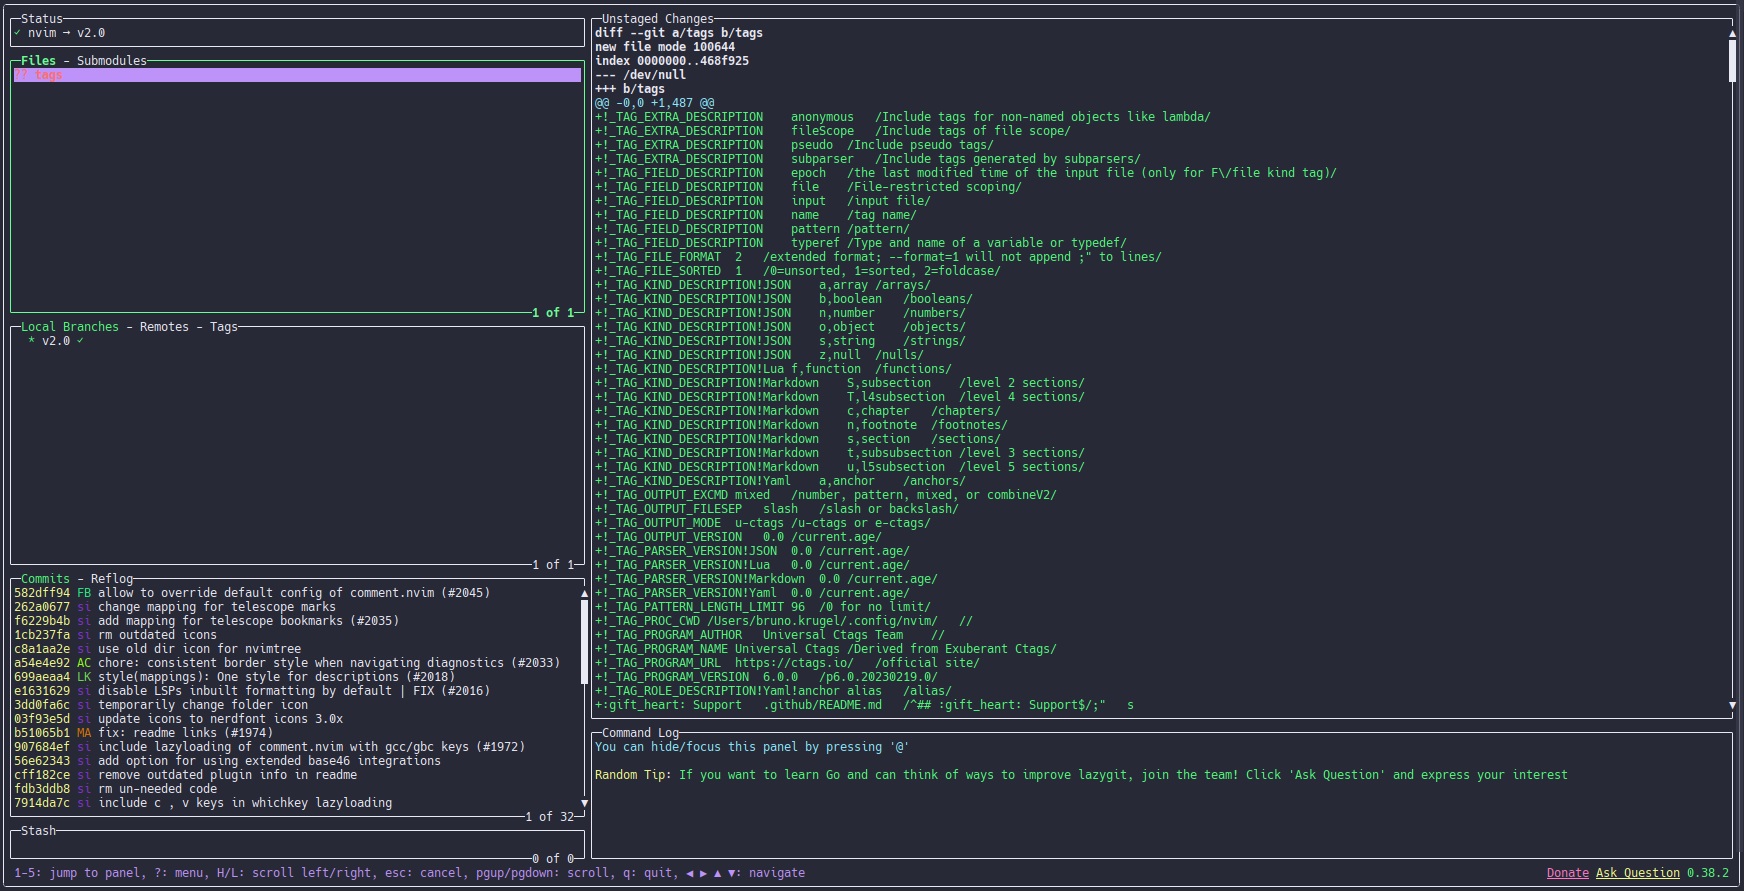 Status
✓ nvim → v2.0
Files - Submodules
?? tags
1 of 1
Local Branches - Remotes - Tags
* v2.0 ✓
1 of 1
Commits - Reflog
582dff94 FB allow to override default config of comment.nvim (#2045)
262a0677 si change mapping for telescope marks
f6229b4b si add mapping for telescope bookmarks (#2035)
1cb237fa si rm outdated icons
c8a1aa2e si use old dir icon for nvimtree
a54e4e92 AC chore: consistent border style when navigating diagnostics (#2033)
699aeaa4 LK style(mappings): One style for descriptions (#2018)
e1631629 si disable LSPs inbuilt formatting by default | FIX (#2016)
3dd0fa6c si temporarily change folder icon
03f93e5d si update icons to nerdfont icons 3.0x
b51065b1 MA fix: readme links (#1974)
907684ef si include lazyloading of comment.nvim with gcc/gbc keys (#1972)
56e62343 si add option for using extended base46 integrations
cff182ce si remove outdated plugin info in readme
fdb3ddb8 si rm un-needed code
7914da7c si include c , v keys in whichkey lazyloading
1 of 32
Stash
0 of 0
Unstaged Changes
diff --git a/tags b/tags
new file mode 100644
index 0000000..468f925
--- /dev/null
+++ b/tags
@@ -0,0 +1,487 @@
+!_TAG_EXTRA_DESCRIPTION    anonymous   /Include tags for non-named objects like lambda/
+!_TAG_EXTRA_DESCRIPTION    fileScope   /Include tags of file scope/
+!_TAG_EXTRA_DESCRIPTION    pseudo  /Include pseudo tags/
+!_TAG_EXTRA_DESCRIPTION    subparser   /Include tags generated by subparsers/
+!_TAG_FIELD_DESCRIPTION    epoch   /the last modified time of the input file (only for F\/file kind tag)/
+!_TAG_FIELD_DESCRIPTION    file    /File-restricted scoping/
+!_TAG_FIELD_DESCRIPTION    input   /input file/
+!_TAG_FIELD_DESCRIPTION    name    /tag name/
+!_TAG_FIELD_DESCRIPTION    pattern /pattern/
+!_TAG_FIELD_DESCRIPTION    typeref /Type and name of a variable or typedef/
+!_TAG_FILE_FORMAT  2   /extended format; --format=1 will not append ;" to lines/
+!_TAG_FILE_SORTED  1   /0=unsorted, 1=sorted, 2=foldcase/
+!_TAG_KIND_DESCRIPTION!JSON    a,array /arrays/
+!_TAG_KIND_DESCRIPTION!JSON    b,boolean   /booleans/
+!_TAG_KIND_DESCRIPTION!JSON    n,number    /numbers/
+!_TAG_KIND_DESCRIPTION!JSON    o,object    /objects/
+!_TAG_KIND_DESCRIPTION!JSON    s,string    /strings/
+!_TAG_KIND_DESCRIPTION!JSON    z,null  /nulls/
+!_TAG_KIND_DESCRIPTION!Lua f,function  /functions/
+!_TAG_KIND_DESCRIPTION!Markdown    S,subsection    /level 2 sections/
+!_TAG_KIND_DESCRIPTION!Markdown    T,l4subsection  /level 4 sections/
+!_TAG_KIND_DESCRIPTION!Markdown    c,chapter   /chapters/
+!_TAG_KIND_DESCRIPTION!Markdown    n,footnote  /footnotes/
+!_TAG_KIND_DESCRIPTION!Markdown    s,section   /sections/
+!_TAG_KIND_DESCRIPTION!Markdown    t,subsubsection /level 3 sections/
+!_TAG_KIND_DESCRIPTION!Markdown    u,l5subsection  /level 5 sections/
+!_TAG_KIND_DESCRIPTION!Yaml    a,anchor    /anchors/
+!_TAG_OUTPUT_EXCMD mixed   /number, pattern, mixed, or combineV2/
+!_TAG_OUTPUT_FILESEP   slash   /slash or backslash/
+!_TAG_OUTPUT_MODE  u-ctags /u-ctags or e-ctags/
+!_TAG_OUTPUT_VERSION   0.0 /current.age/
+!_TAG_PARSER_VERSION!JSON  0.0 /current.age/
+!_TAG_PARSER_VERSION!Lua   0.0 /current.age/
+!_TAG_PARSER_VERSION!Markdown  0.0 /current.age/
+!_TAG_PARSER_VERSION!Yaml  0.0 /current.age/
+!_TAG_PATTERN_LENGTH_LIMIT 96  /0 for no limit/
+!_TAG_PROC_CWD /Users/bruno.krugel/.config/nvim/   //
+!_TAG_PROGRAM_AUTHOR   Universal Ctags Team    //
+!_TAG_PROGRAM_NAME Universal Ctags /Derived from Exuberant Ctags/
+!_TAG_PROGRAM_URL  https://ctags.io/   /official site/
+!_TAG_PROGRAM_VERSION  6.0.0   /p6.0.20230219.0/
+!_TAG_ROLE_DESCRIPTION!Yaml!anchor alias   /alias/
+:gift_heart: Support   .github/README.md   /^## :gift_heart: Support$/;"   s
Command Log
You can hide/focus this panel by pressing '@'
Random Tip: If you want to learn Go and can think of ways to improve lazygit, join the team! Click 'Ask Question' and express your interest
1-5: jump to panel, ?: menu, H/L: scroll left/right, esc: cancel, pgup/pgdown: scroll, q: quit, ◀ ▶ ▲ ▼: navigate
Donate Ask Question 0.38.2